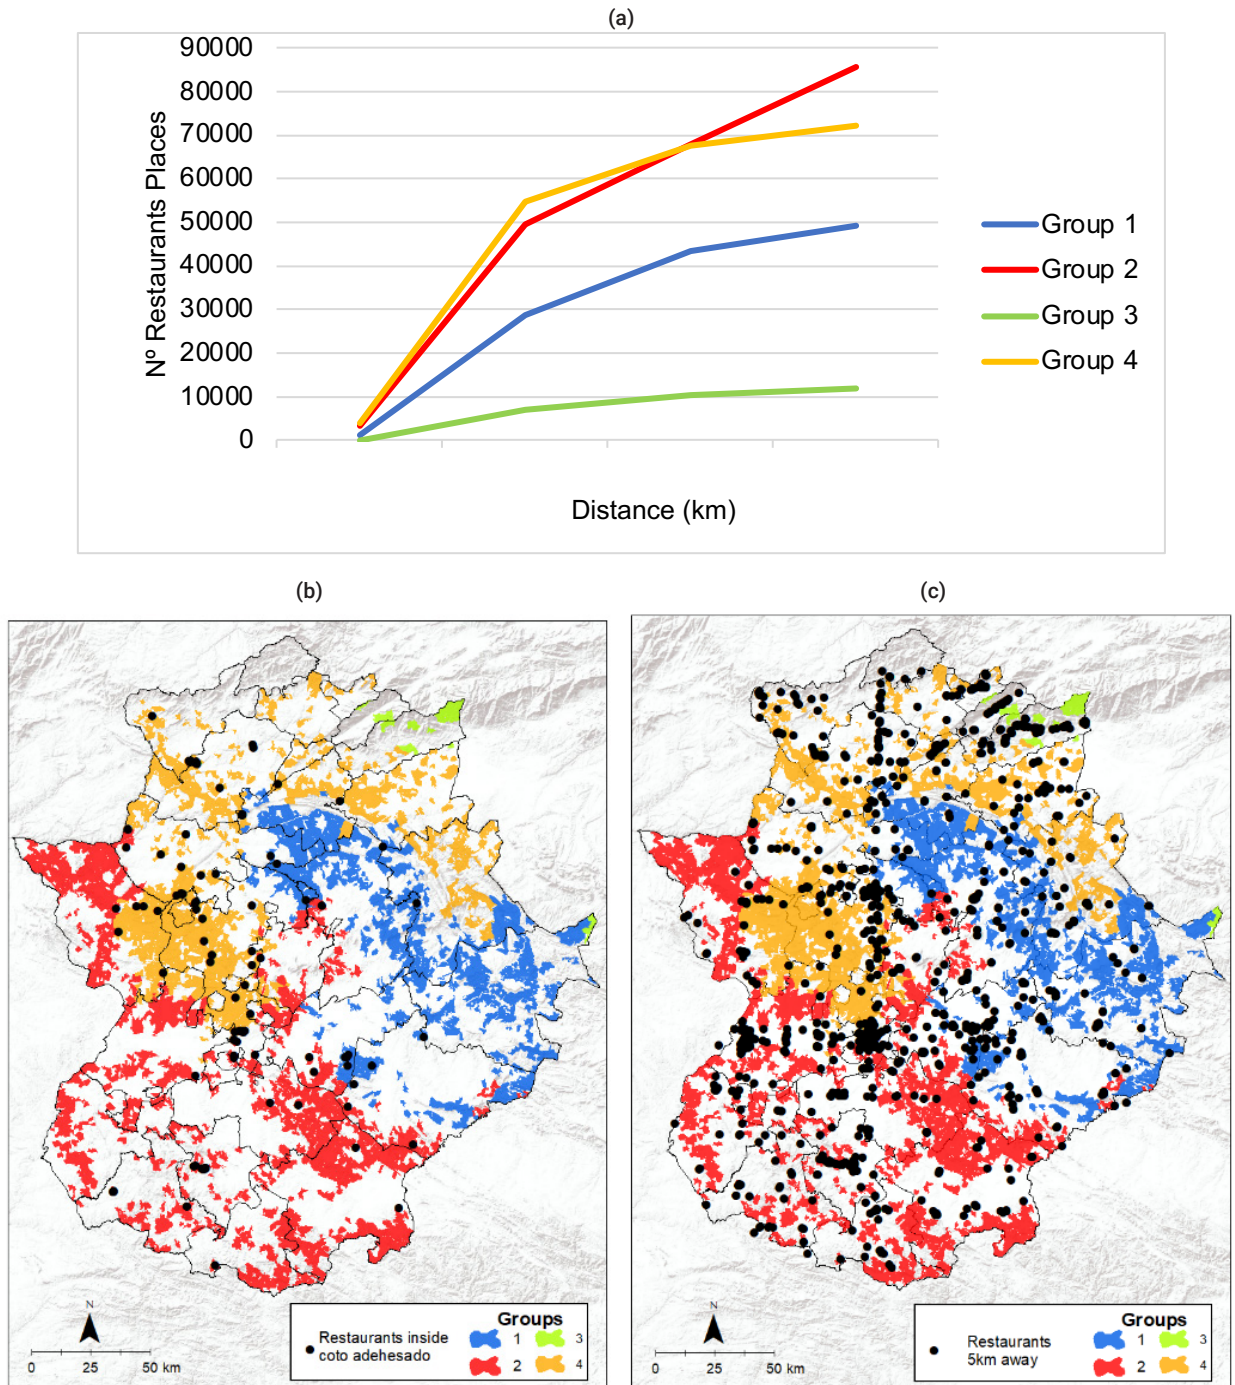 (a)
90000
80000
70000
60000
50000
40000
30000
20000
10000
0
Nº Restaurants Places
Distance (km)
Group 1
Group 2
Group 3
Group 4
(b)
(c)
N
0 25 50 km
Restaurants inside
coto adehesado
Groups
1 3
2 4
N
0 25 50 km
Restaurants
5km away
Groups
1 3
2 4